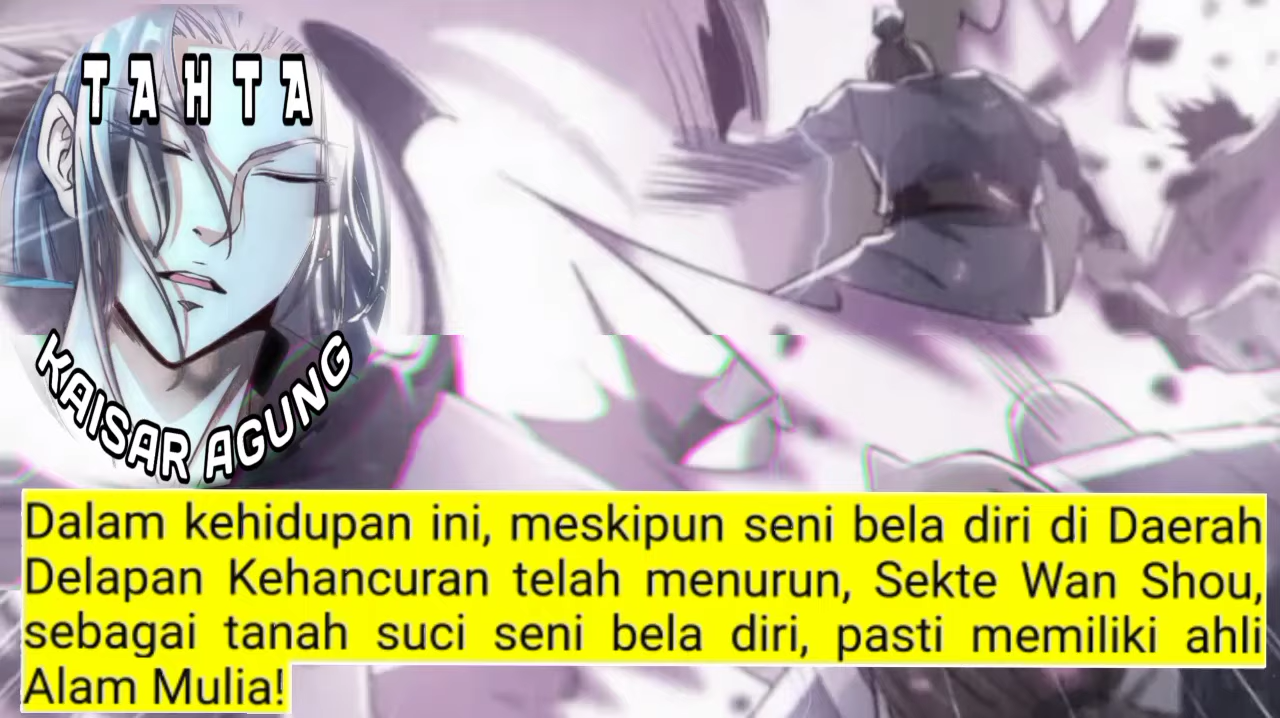 TAHTA
KAISAR AGUNG
Dalam kehidupan ini, meskipun seni bela diri di Daerah
Delapan Kehancuran telah menurun, Sekte Wan Shou,
sebagai tanah suci seni bela diri, pasti memiliki ahli
Alam Mulia!